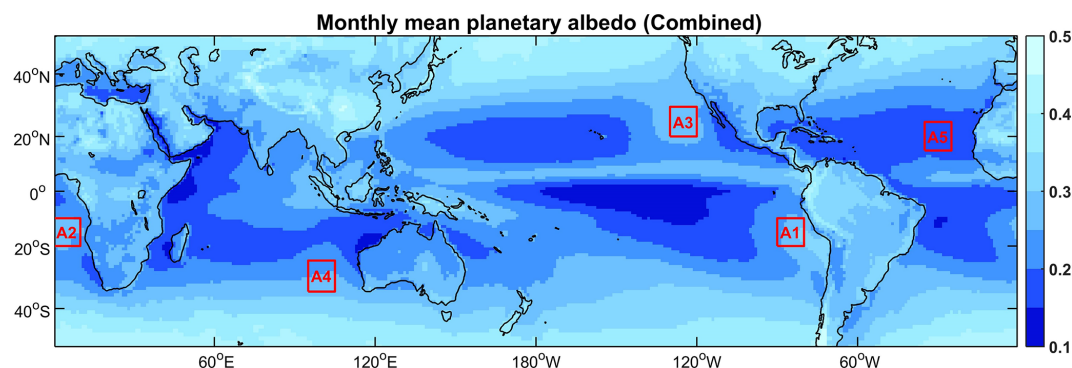 Monthly mean planetary albedo (Combined)
40°N
20°N
0°
20°S
40°S
60°E
120°E
180°W
120°W
60°W
A2
A4
A3
A1
A5
0.5
0.4
0.3
0.2
0.1